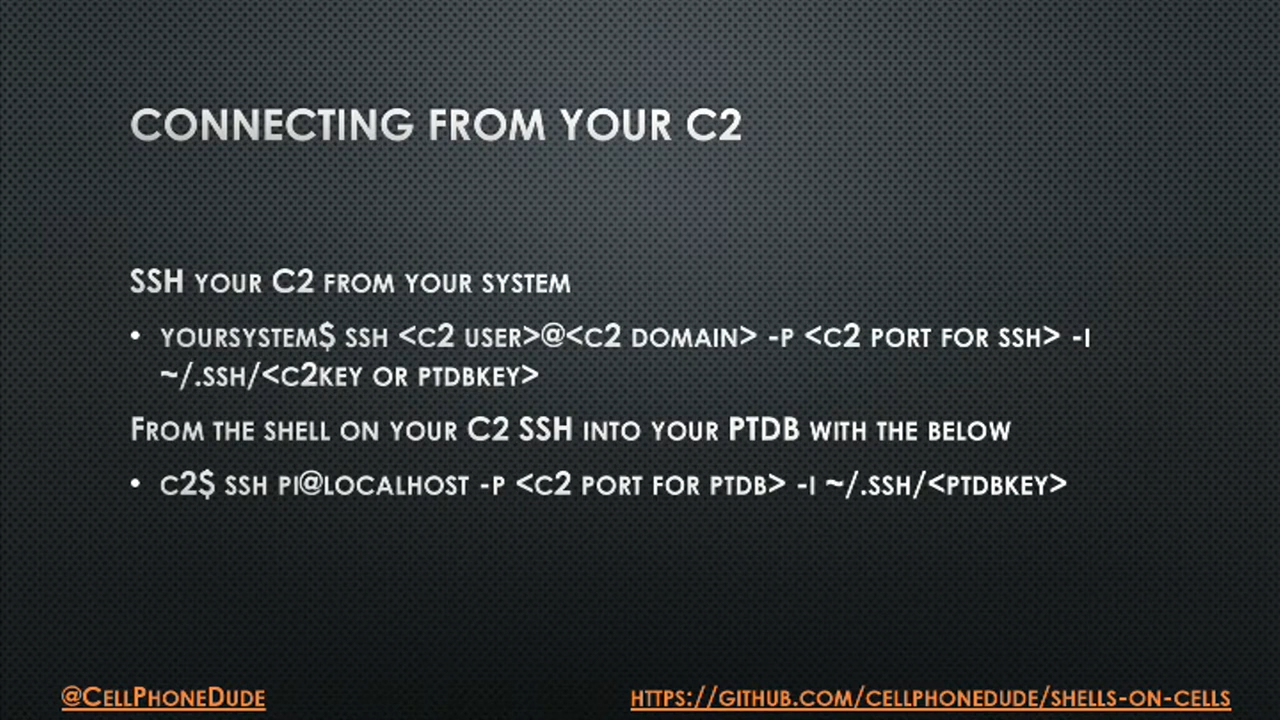 CONNECTING FROM YOUR C2
SSH YOUR C2 FROM YOUR SYSTEM
• YOURSYSTEM$ SSH <C2 USER>@<C2 DOMAIN> -P <C2 PORT FOR SSH> -I
~/.SSH/<C2KEY OR PTDBKEY>
FROM THE SHELL ON YOUR C2 SSH INTO YOUR PTDB WITH THE BELOW
• C2$ SSH PI@LOCALHOST -P <C2 PORT FOR PTDB> -I ~/.SSH/<PTDBKEY>
@CELLPHONEDUDE
HTTPS://GITHUB.COM/CELLPHONEDUDE/SHELLS-ON-CELLS